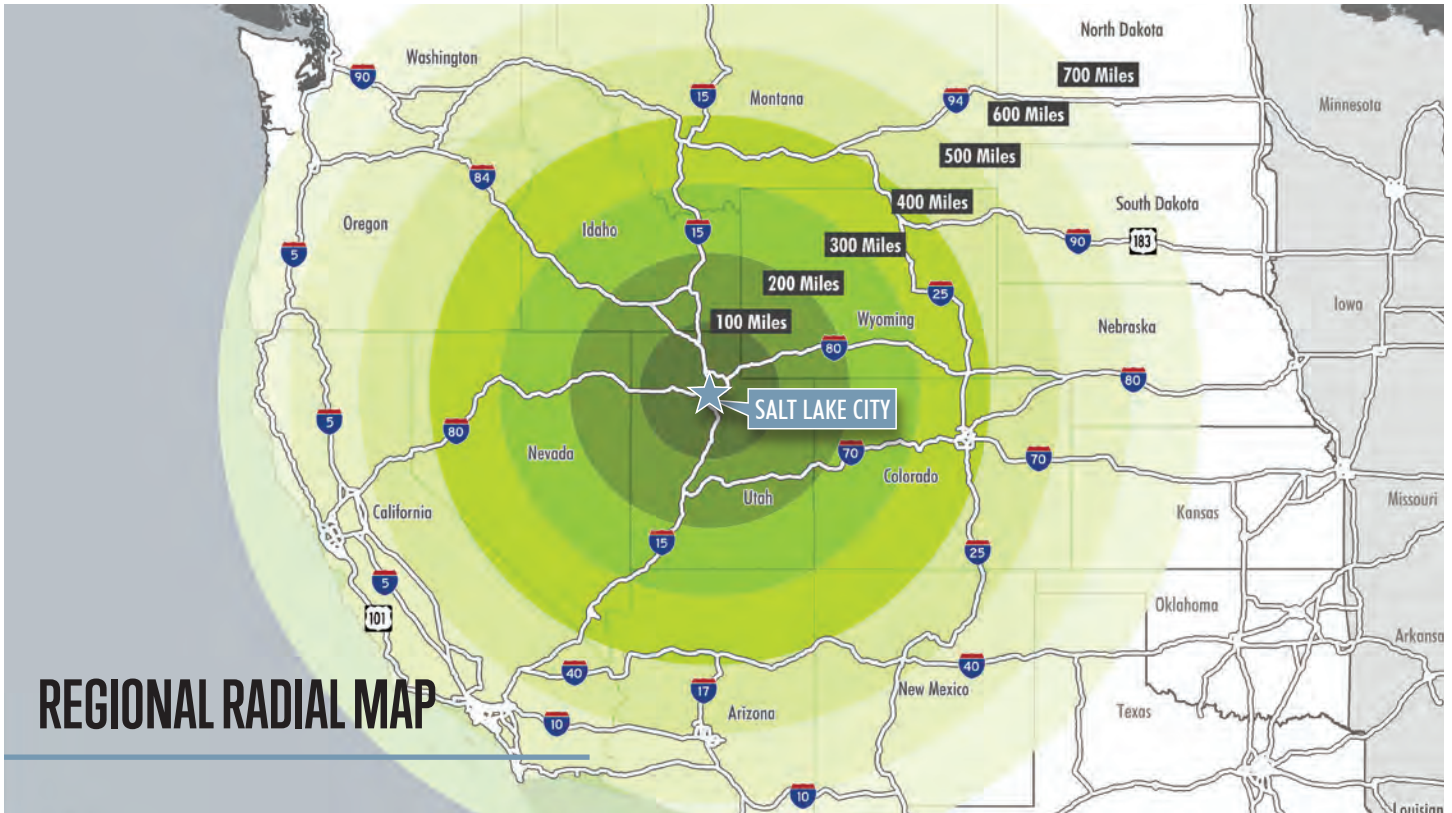 North Dakota
Washington
700 Miles
90
15
Montana
94
Minnesota
600 Miles
500 Miles
84
400 Miles
South Dakota
Oregon
Idaho
15
300 Miles
90
183
5
200 Miles
25
Iowa
100 Miles
Wyoming
Nebraska
80
80
SALT LAKE CITY
5
80
Nevada
70
70
Colorado
Utah
Missouri
California
Kansas
15
25
5
Oklahoma
101
Arkansa
40
40
17
New Mexico
REGIONAL RADIAL MAP
10
Arizona
Texas
10
Louisian